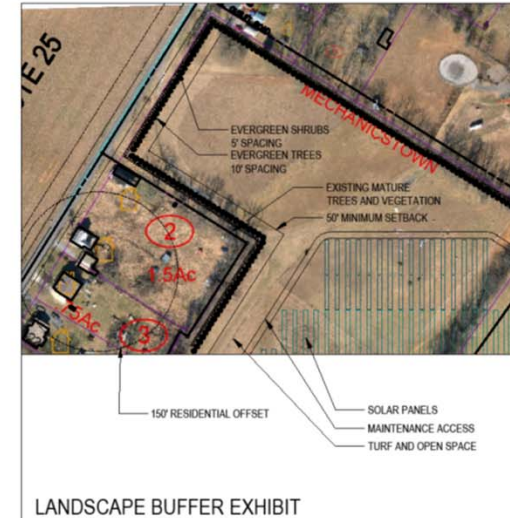 TE 25
MECHANICSTOWN
EVERGREEN SHRUBS
5' SPACING
EVERGREEN TREES
10' SPACING
EXISTING MATURE
TREES AND VEGETATION
50' MINIMUM SETBACK
2
1.5Ac
.75Ac
3
150' RESIDENTIAL OFFSET
SOLAR PANELS
MAINTENANCE ACCESS
TURF AND OPEN SPACE
LANDSCAPE BUFFER EXHIBIT